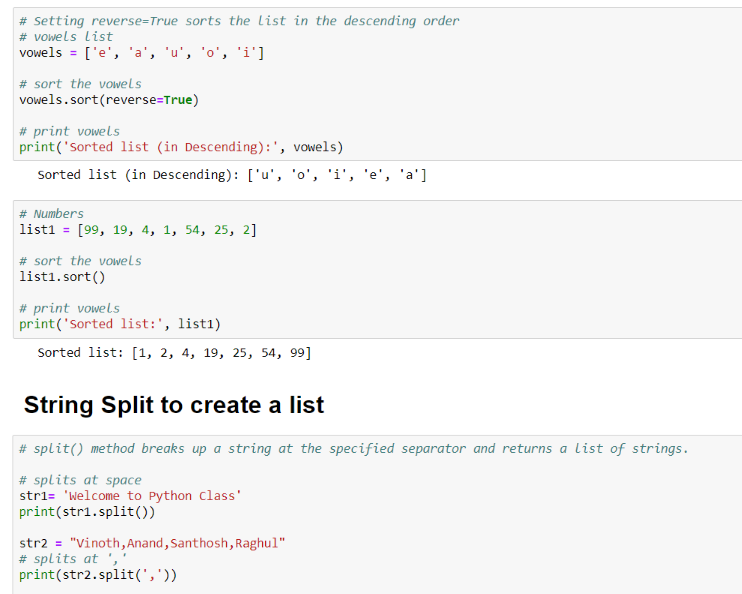 # Setting reverse=True sorts the list in the descending order
# vowels list
vowels = ['e', 'a', 'u', 'o', 'i']
# sort the vowels
vowels.sort(reverse=True)
# print vowels
print('Sorted list (in Descending):', vowels)
Sorted list (in Descending): ['u', 'o', 'i', 'e', 'a']
# Numbers
list1 = [99, 19, 4, 1, 54, 25, 2]
# sort the vowels
list1.sort()
# print vowels
print('Sorted list:', list1)
Sorted list: [1, 2, 4, 19, 25, 54, 99]
String Split to create a list
# split() method breaks up a string at the specified separator and returns a list of strings.
# splits at space
str1= 'Welcome to Python Class'
print(str1.split())
str2 = "Vinoth,Anand,Santhosh,Raghul"
# splits at ','
print(str2.split(','))